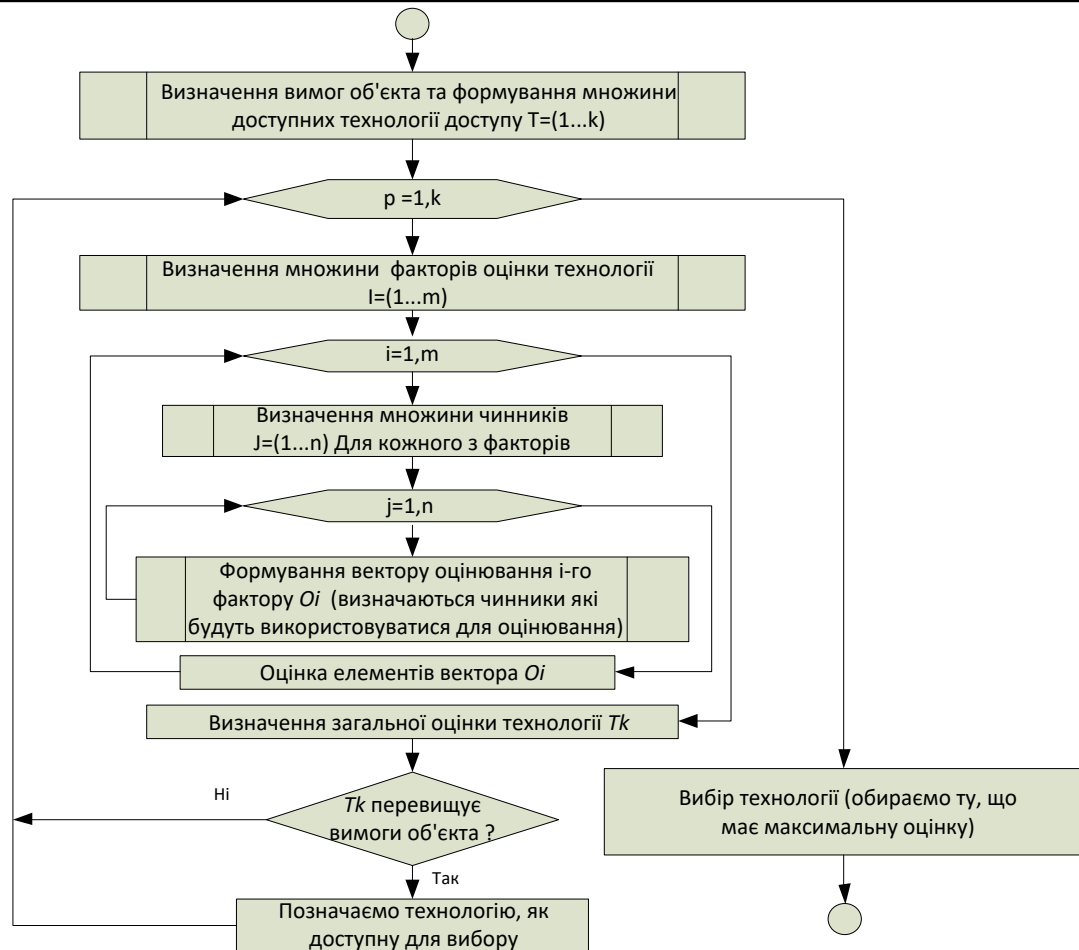 Визначення вимог об'єкта та формування множини
доступних технології доступу T=(1...k)
p =1,k
Визначення множини факторів оцінки технології
I=(1...m)
i=1,m
Визначення множини чинників
J=(1...n) Для кожного з факторів
j=1,n
Формування вектору оцінювання і-го
фактору Oi (визначаються чинники які
будуть використовуватися для оцінювання)
Оцінка елементів вектора Oi
Визначення загальної оцінки технології Tk
Ні
Tk перевищує
вимоги об'єкта ?
Так
Позначаємо технологію, як
доступну для вибору
Вибір технології (обираємо ту, що
має максимальну оцінку)